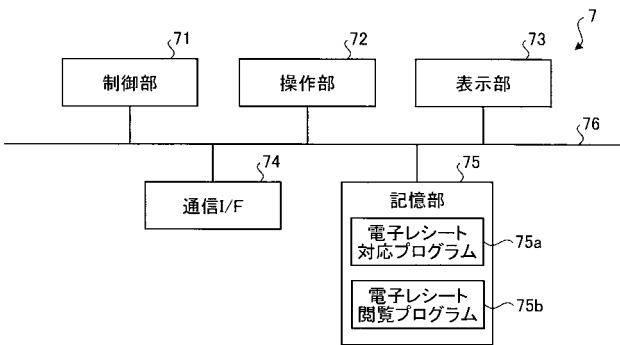 7
71
72
73
制御部
操作部
表示部
76
74
75
通信I/F
記憶部
電子レシート
対応プログラム
75a
電子レシート
閲覧プログラム
75b